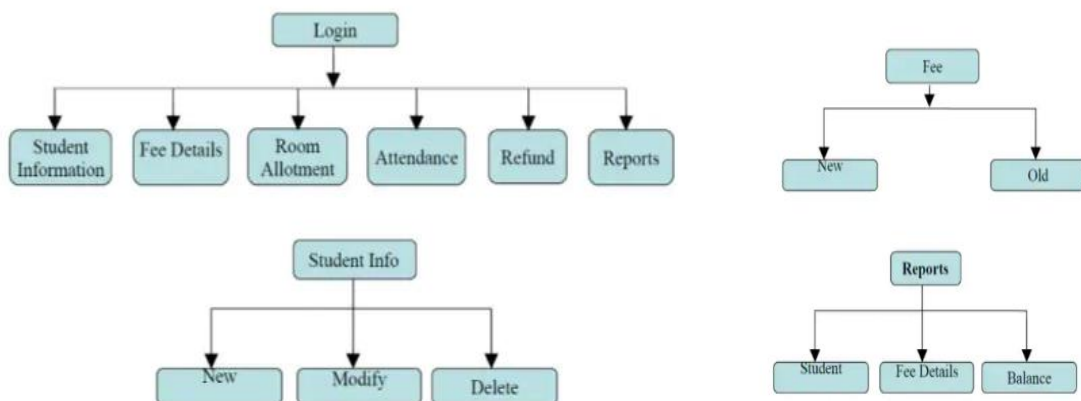 Login
Student
Information
Fee Details
Room
Allotment
Attendance
Refund
Reports
Fee
New
Old
Student Info
New
Modify
Delete
Reports
Student
Fee Details
Balance